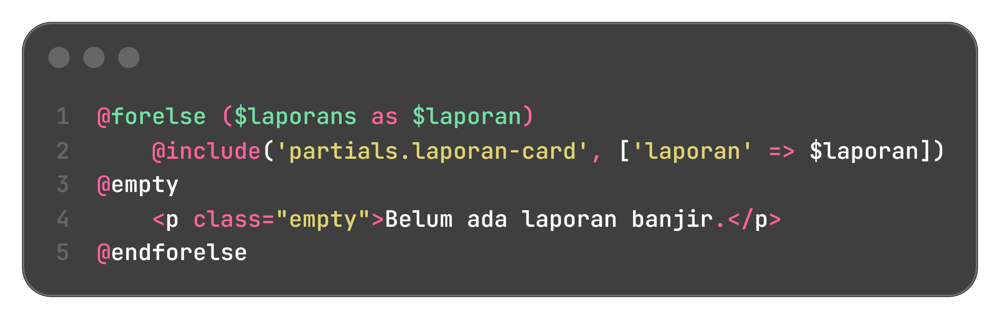 1 @forelse ($laporans as $laporan)
2     @include('partials.laporan-card', ['laporan' => $laporan])
3 @empty
4     <p class="empty">Belum ada laporan banjir.</p>
5 @endforelse